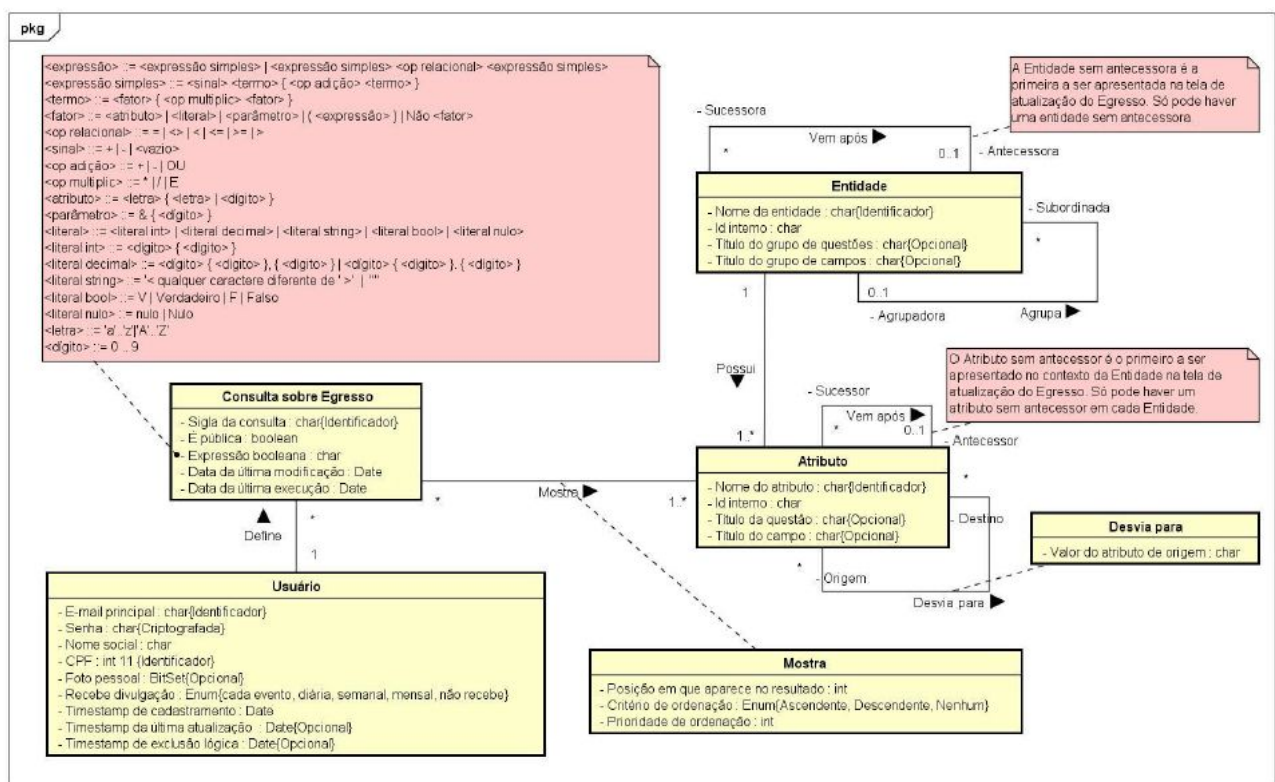 pkg
<expressão> ::= <expressão simples> | <expressão simples> <op relacional> <expressão simples>
<expressão simples> ::= <sinal> <termo> { <op adição> <termo> }
<termo> ::= <fator> { <op multiplic> <fator> }
<fator> ::= <atributo> | <literal> | <parâmetro> | ( <expressão> ) | Não <fator>
<op relacional> ::= = | <> | < | <= | >= | >
<sinal> ::= + | - | <vazio>
<op adição> ::= + | - | OU
<op multiplic> ::= * | / | E
<atributo> ::= <letra> { <letra> | <dígito> }
<parâmetro> ::= & { <dígito> }
<literal> ::= <literal int> | <literal decimal> | <literal string> | <literal bool> | <literal nulo>
<literal int> ::= <dígito> { <dígito> }
<literal decimal> ::= <dígito> { <dígito> }, { <dígito> } | <dígito> { <dígito> }. { <dígito> }
<literal string> ::= '< qualquer caractere diferente de ' >' | ''''
<literal bool> ::= V | Verdadeiro | F | Falso
<literal nulo> ::= nulo | Nulo
<letra> ::= 'a'..'z'|'A'..'Z'
<dígito> ::= 0 .. 9
A Entidade sem antecessora é a
primeira a ser apresentada na tela de
atualização do Egresso. Só pode haver
uma entidade sem antecessora.
- Sucessora
Vem após
*
0..1
- Antecessora
Entidade
- Nome da entidade : char{Identificador}
- Id interno : char
- Título do grupo de questões : char{Opcional}
- Título do grupo de campos : char{Opcional}
- Subordinada
*
1
0..1
- Agrupadora
Agrupa
Possui
1..*
O Atributo sem antecessor é o primeiro a ser
apresentado no contexto da Entidade na tela de
atualização do Egresso. Só pode haver um
atributo sem antecessor em cada Entidade.
- Sucessor
Vem após
*
0..1
- Antecessor
Consulta sobre Egresso
- Sigla da consulta : char{Identificador}
- É pública : boolean
- Expressão booleana : char
- Data da última modificação : Date
- Data da última execução : Date
*
Mostra
1..*
Atributo
- Nome do atributo : char{Identificador}
- Id interno : char
- Título da questão : char{Opcional}
- Título do campo : char{Opcional}
*
- Destino
*
- Origem
Desvia para
Desvia para
- Valor do atributo de origem : char
*
Define
1
Usuário
- E-mail principal : char{Identificador}
- Senha : char{Criptografada}
- Nome social : char
- CPF : int 11 {Identificador}
- Foto pessoal : BitSet{Opcional}
- Recebe divulgação : Enum{cada evento, diária, semanal, mensal, não recebe}
- Timestamp de cadastramento : Date
- Timestamp da última atualização : Date{Opcional}
- Timestamp de exclusão lógica : Date{Opcional}
Mostra
- Posição em que aparece no resultado : int
- Critério de ordenação : Enum{Ascendente, Descendente, Nenhum}
- Prioridade de ordenação : int